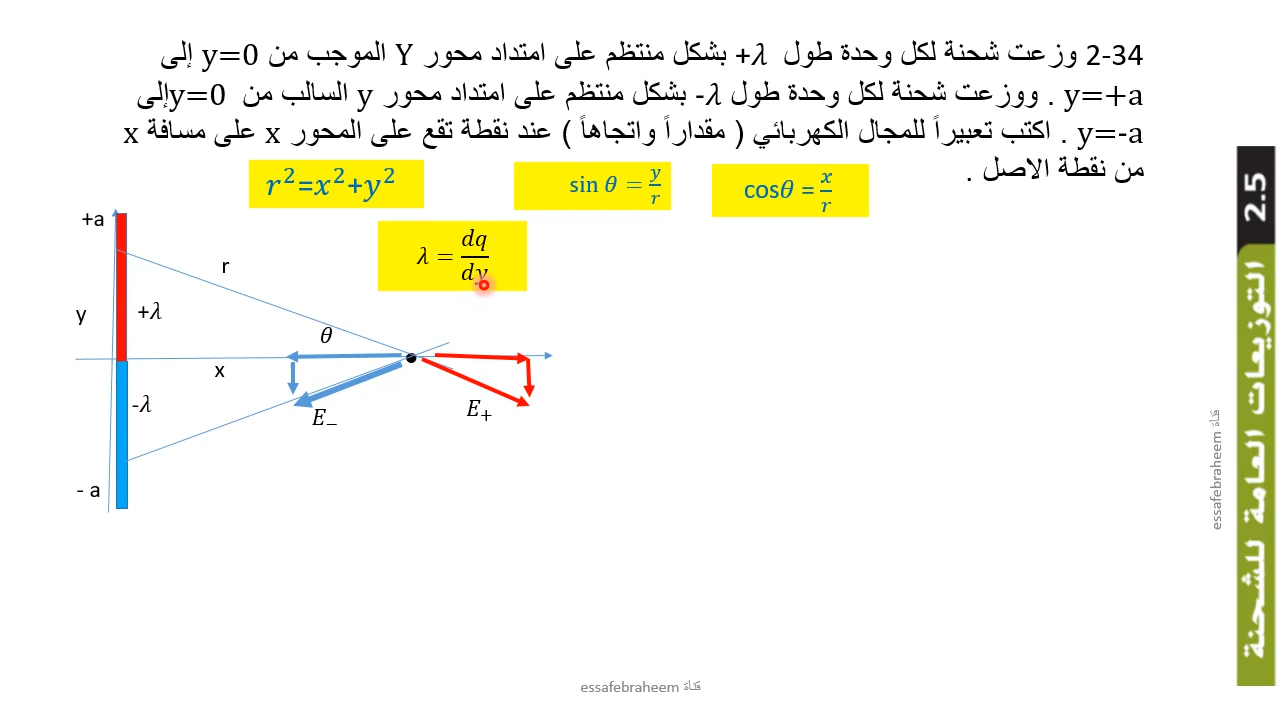 2-34 وزعت شحنة لكل وحدة طول +λ بشكل منتظم على امتداد محور Y الموجب من y=0 إلى
y=+a . ووزعت شحنة لكل وحدة طول -λ بشكل منتظم على امتداد محور y السالب من y=0إلى
y=-a . اكتب تعبيراً للمجال الكهربائي ( مقداراً واتجاهاً ) عند نقطة تقع على المحور x على مسافة x
من نقطة الاصل .
r²=x²+y²
sin θ = y/r
cosθ = x/r
λ = dq/dy
+a
r
y
+λ
θ
x
-λ
E₋
E₊
- a
2.5
التوزيعات العامة للشحنة
قناة essafebraheem
قناة essafebraheem